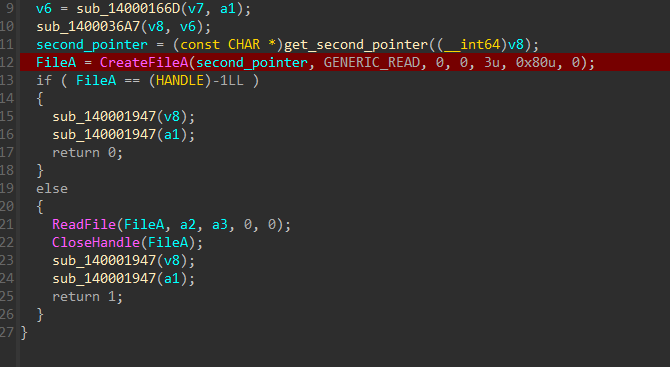 9 v6 = sub_14000166D(v7, a1);
10 sub_1400036A7(v8, v6);
11 second_pointer = (const CHAR *)get_second_pointer((__int64)v8);
12 FileA = CreateFileA(second_pointer, GENERIC_READ, 0, 0, 3u, 0x80u, 0);
13 if ( FileA == (HANDLE)-1LL )
14 {
15 sub_140001947(v8);
16 sub_140001947(a1);
17 return 0;
18 }
19 else
20 {
21 ReadFile(FileA, a2, a3, 0, 0);
22 CloseHandle(FileA);
23 sub_140001947(v8);
24 sub_140001947(a1);
25 return 1;
26 }
27 }